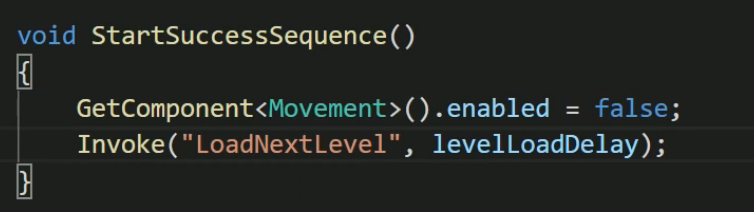 void StartSuccessSequence()
{
    GetComponent<Movement>().enabled = false;
    Invoke("LoadNextLevel", levelLoadDelay);
}